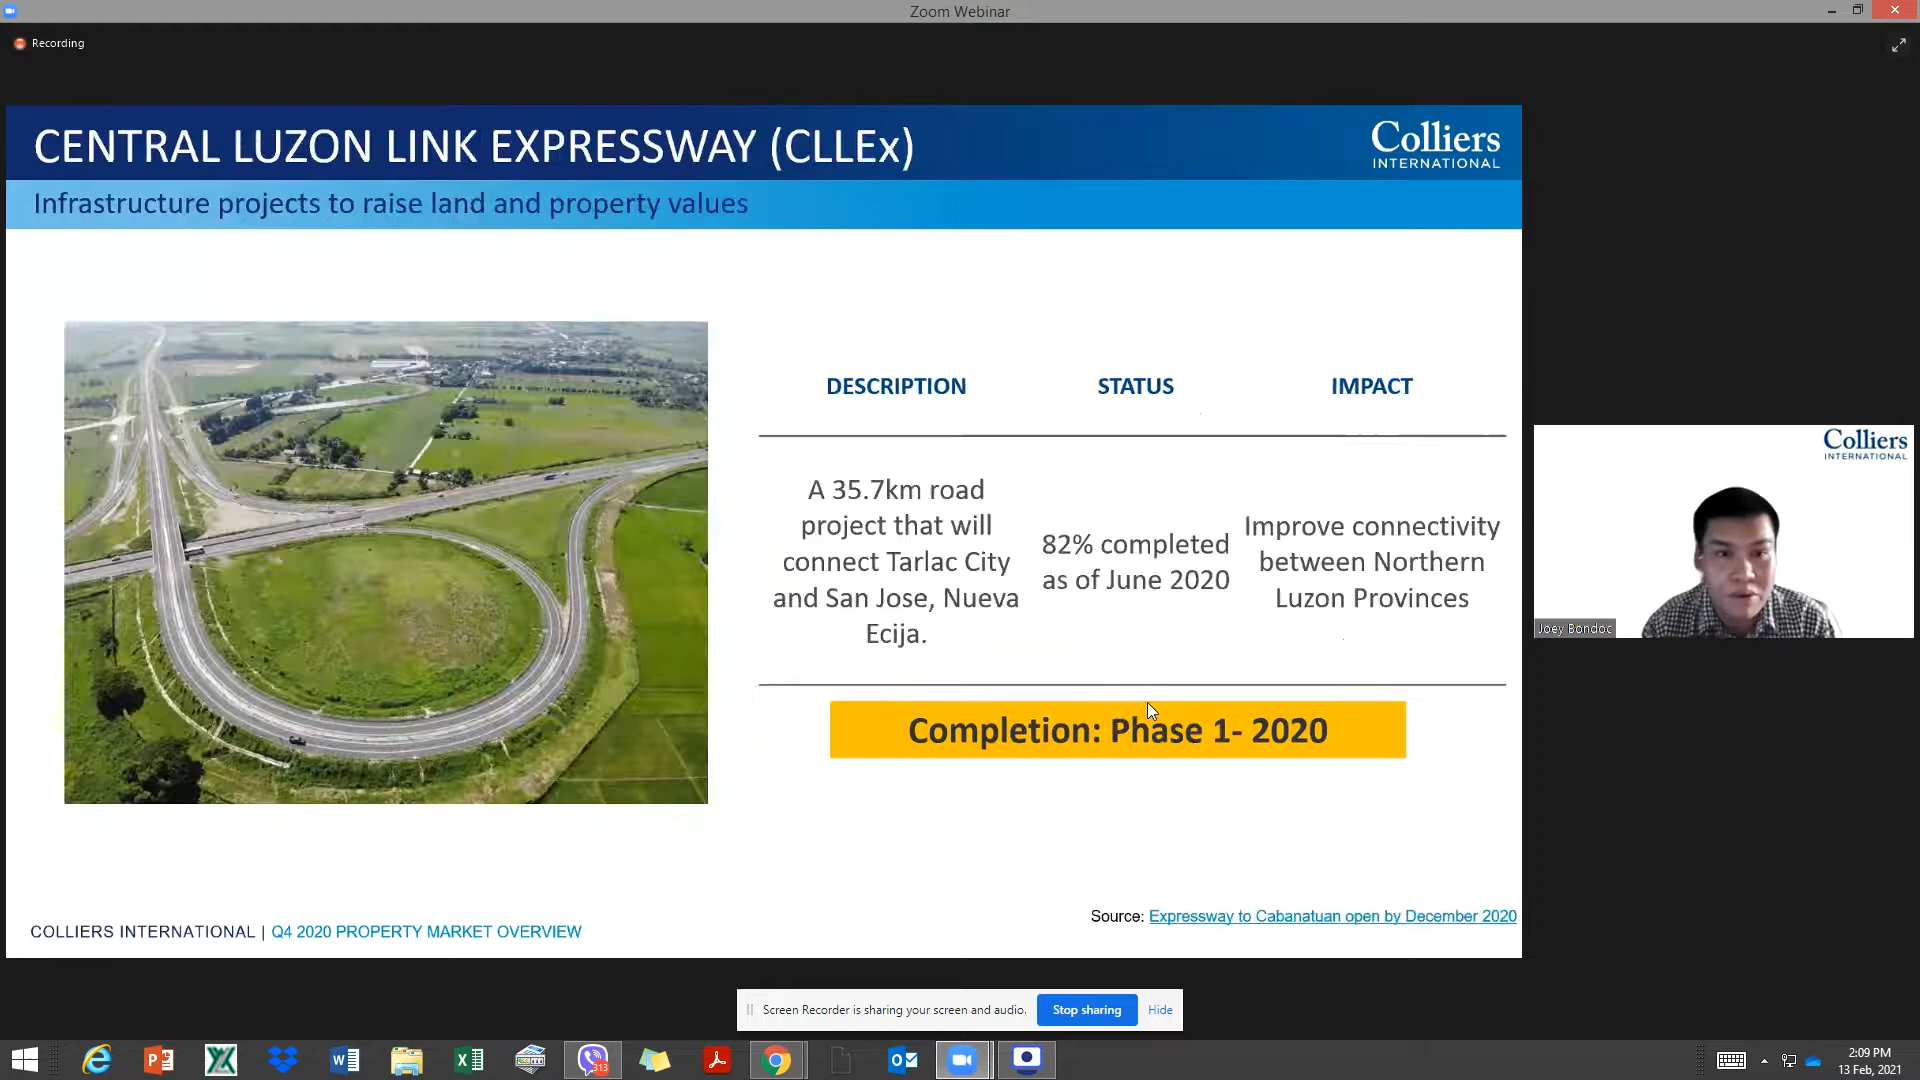 Zoom Webinar
Recording
CENTRAL LUZON LINK EXPRESSWAY (CLLEx)
Colliers
INTERNATIONAL
Infrastructure projects to raise land and property values
DESCRIPTION
STATUS
IMPACT
A 35.7km road
project that will
connect Tarlac City
and San Jose, Nueva
Ecija.
82% completed
as of June 2020
Improve connectivity
between Northern
Luzon Provinces
Completion: Phase 1- 2020
Source: Expressway to Cabanatuan open by December 2020
COLLIERS INTERNATIONAL | Q4 2020 PROPERTY MARKET OVERVIEW
Colliers
INTERNATIONAL
Joey Bondoc
Screen Recorder is sharing your screen and audio.
Stop sharing
Hide
313
2:09 PM
13 Feb, 2021